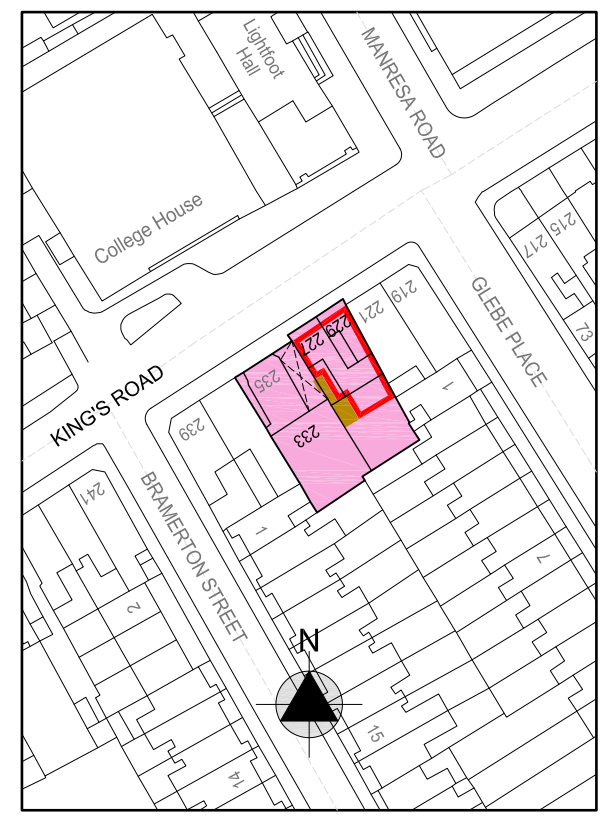 Lightfoot
Hall
MANRESA ROAD
College House
217
215
73
GLEBE PLACE
219
221
229
227
235
233
239
1
1
KING'S ROAD
241
BRAMERTON STREET
2
7
N
15
14